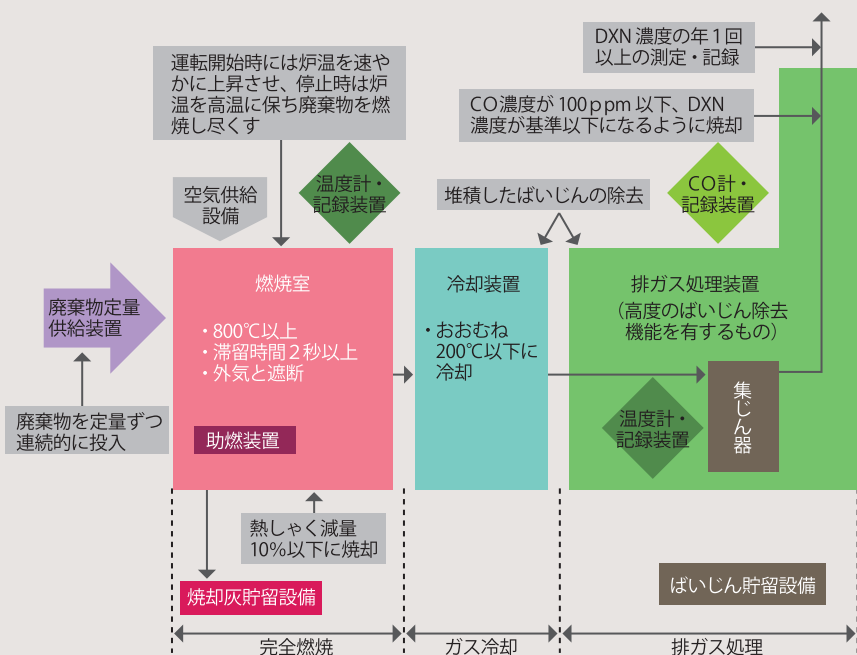 DXN 濃度の年1回
以上の測定・記録
運転開始時には炉温を速や
かに上昇させ、停止時は炉
温を高温に保ち廃棄物を燃
焼し尽くす
CO濃度が100ppm以下、DXN
濃度が基準以下になるように焼却
空気供給
設備
温度計・
記録装置
堆積したばいじんの除去
CO計・
記録装置
廃棄物定量
供給装置
燃焼室
・800℃以上
・滞留時間2秒以上
・外気と遮断
助燃装置
冷却装置
・おおむね
200℃以下に
冷却
排ガス処理装置
（高度のばいじん除去
機能を有するもの）
温度計・
記録装置
集じん器
廃棄物を定量ずつ
連続的に投入
熱しゃく減量
10%以下に焼却
焼却灰貯留設備
ばいじん貯留設備
完全燃焼
ガス冷却
排ガス処理